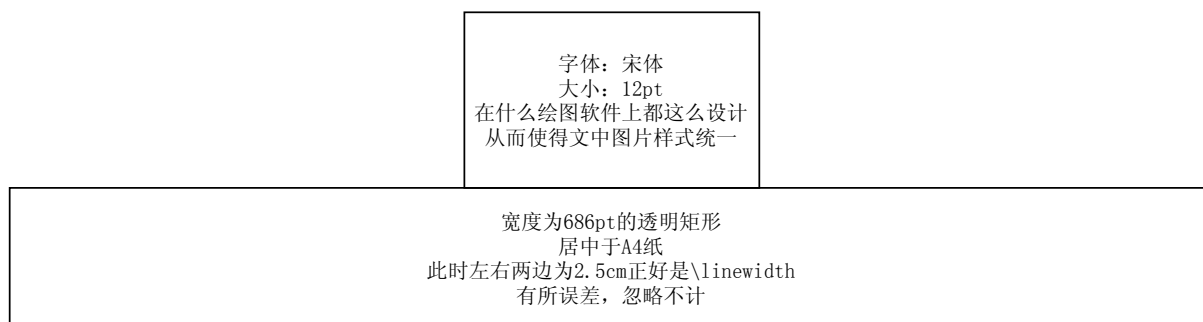 字体：宋体
大小：12pt
在什么绘图软件上都这么设计
从而使得文中图片样式统一
宽度为686pt的透明矩形
居中于A4纸
此时左右两边为2.5cm正好是\linewidth
有所误差，忽略不计